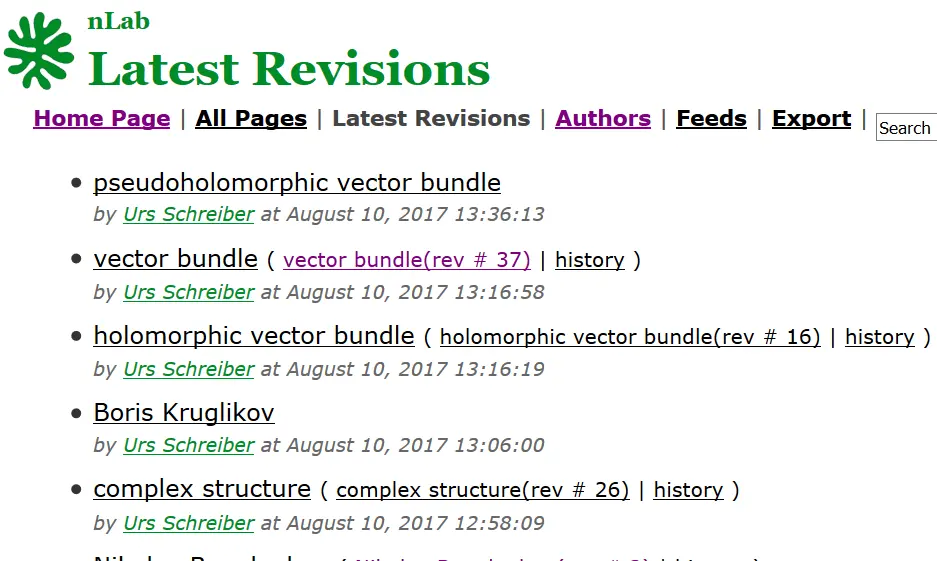 nLab
Latest Revisions
Home Page | All Pages | Latest Revisions | Authors | Feeds | Export | Search
pseudoholomorphic vector bundle
by Urs Schreiber at August 10, 2017 13:36:13
vector bundle ( vector bundle(rev # 37) | history )
by Urs Schreiber at August 10, 2017 13:16:58
holomorphic vector bundle ( holomorphic vector bundle(rev # 16) | history )
by Urs Schreiber at August 10, 2017 13:16:19
Boris Kruglikov
by Urs Schreiber at August 10, 2017 13:06:00
complex structure ( complex structure(rev # 26) | history )
by Urs Schreiber at August 10, 2017 12:58:09